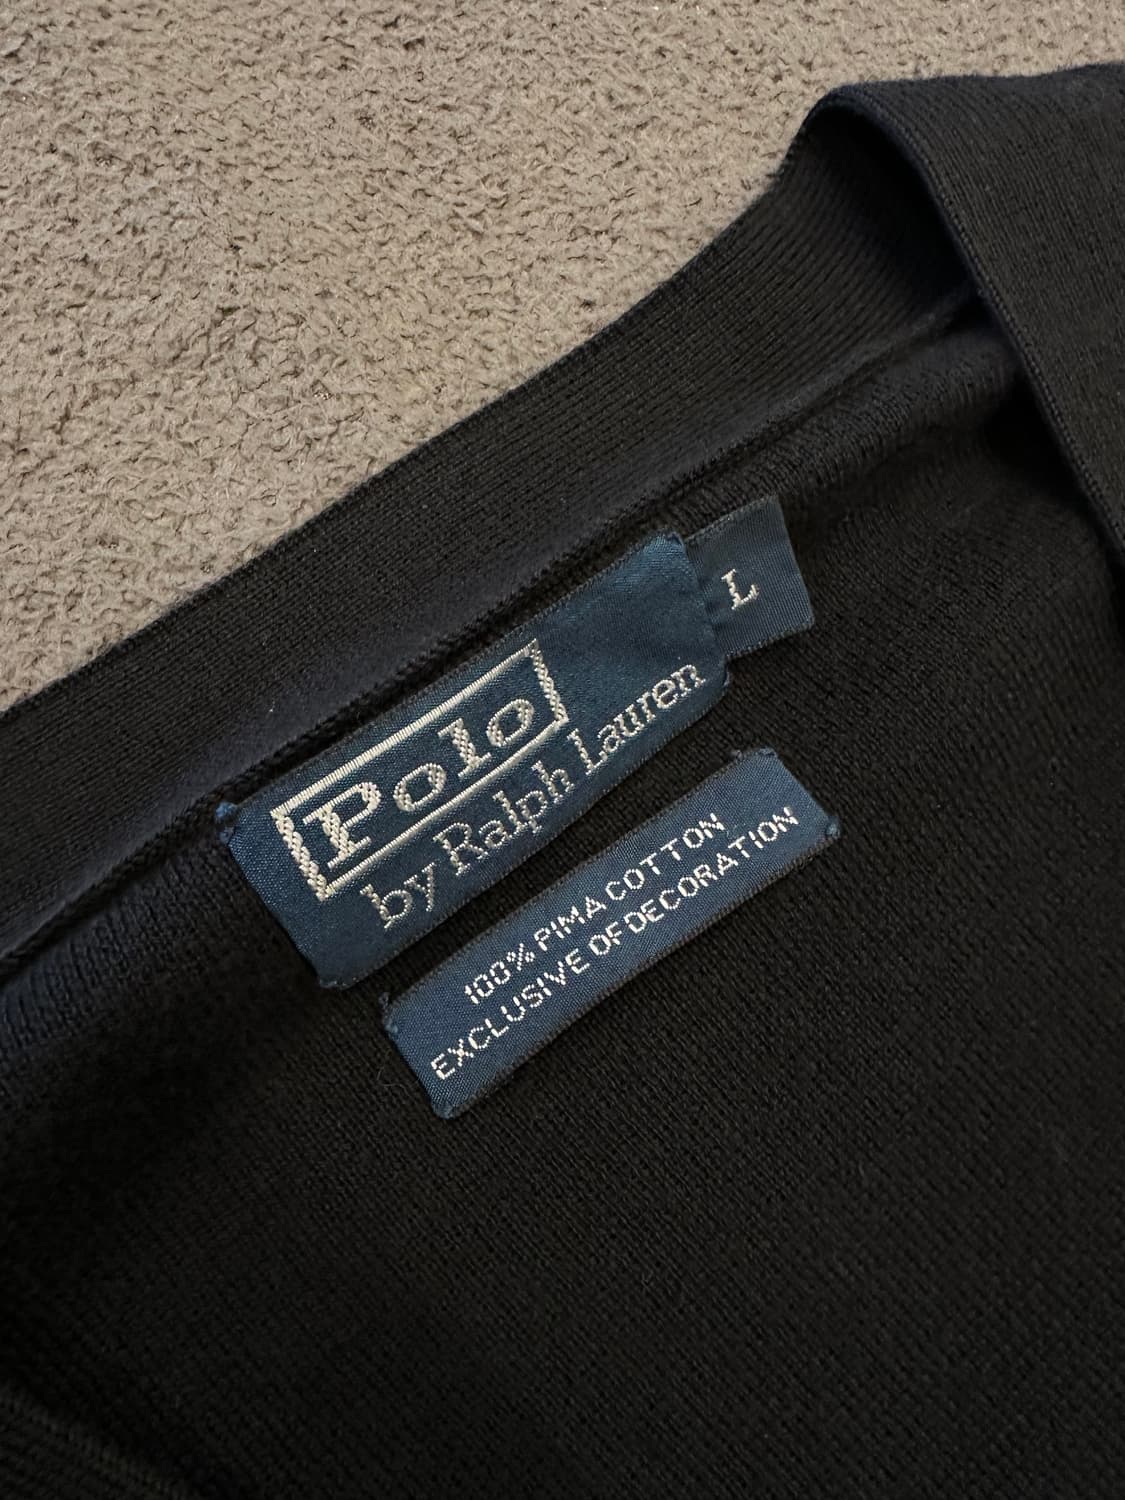 Polo
by Ralph Lauren
L
100% PIMA COTTON
EXCLUSIVE OF DECORATION